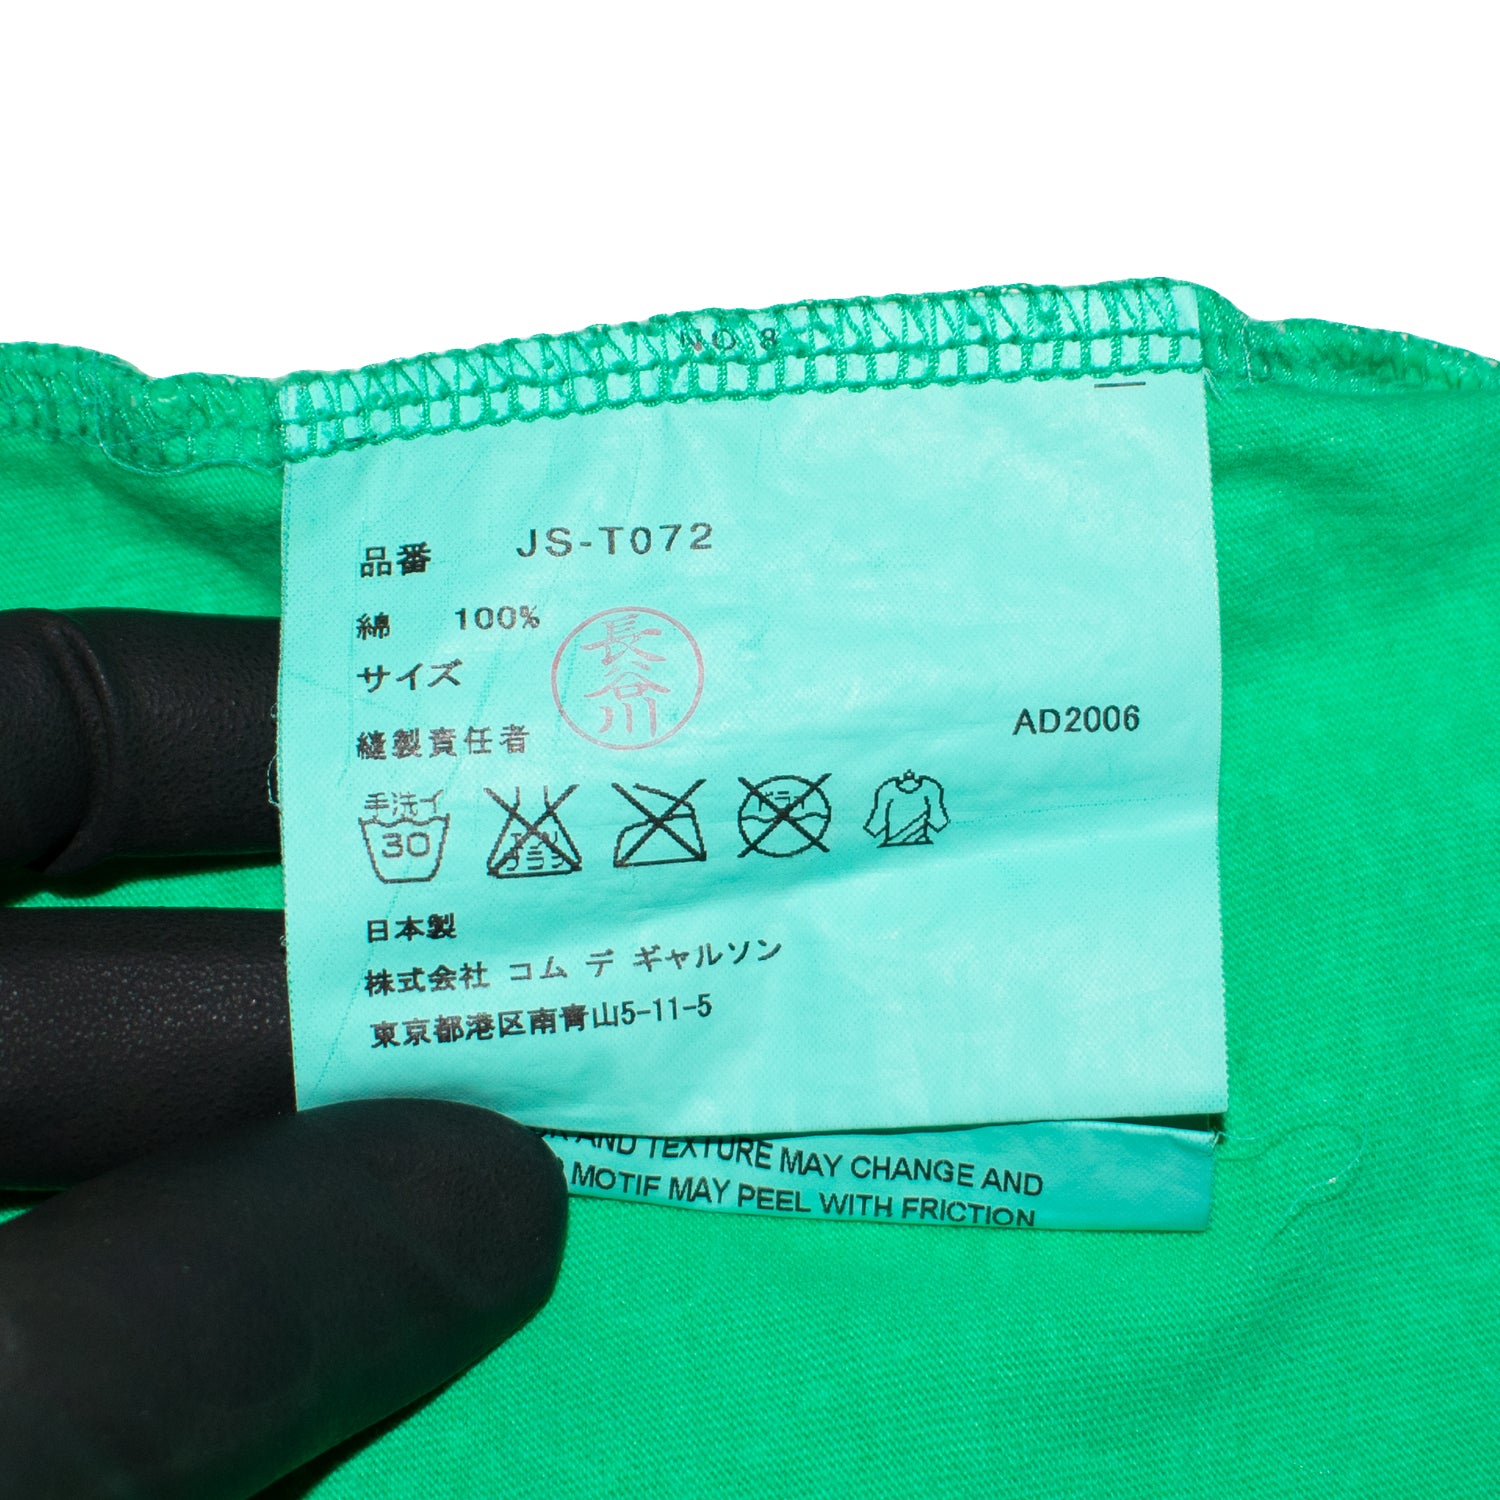 NO 8
品番 JS-T072
綿 100%
サイズ
長谷川
縫製責任者
AD2006
手洗イ
30
ドライ
日本製
株式会社 コム デ ギャルソン
東京都港区南青山5-11-5
AND TEXTURE MAY CHANGE AND
MOTIF MAY PEEL WITH FRICTION